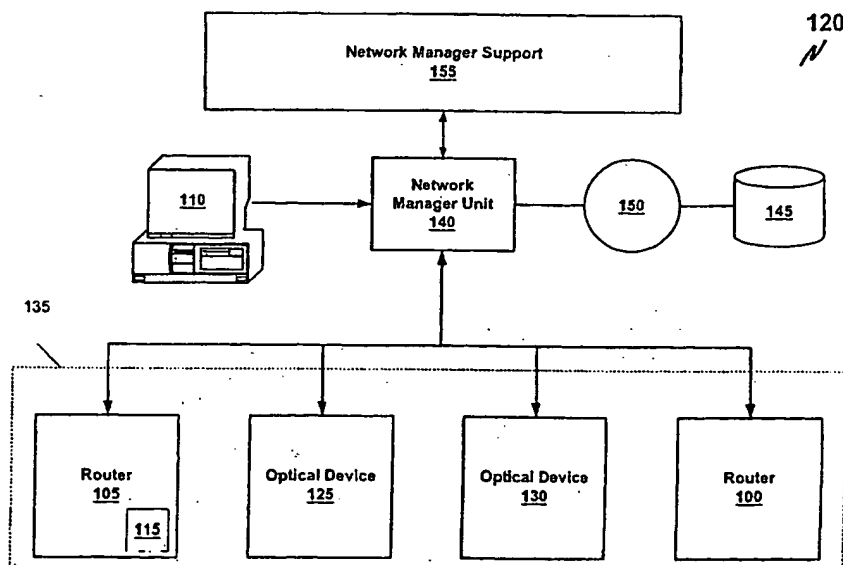 120
Network Manager Support
155
110
Network
Manager Unit
140
150
145
135
Router
105
115
Optical Device
125
Optical Device
130
Router
100